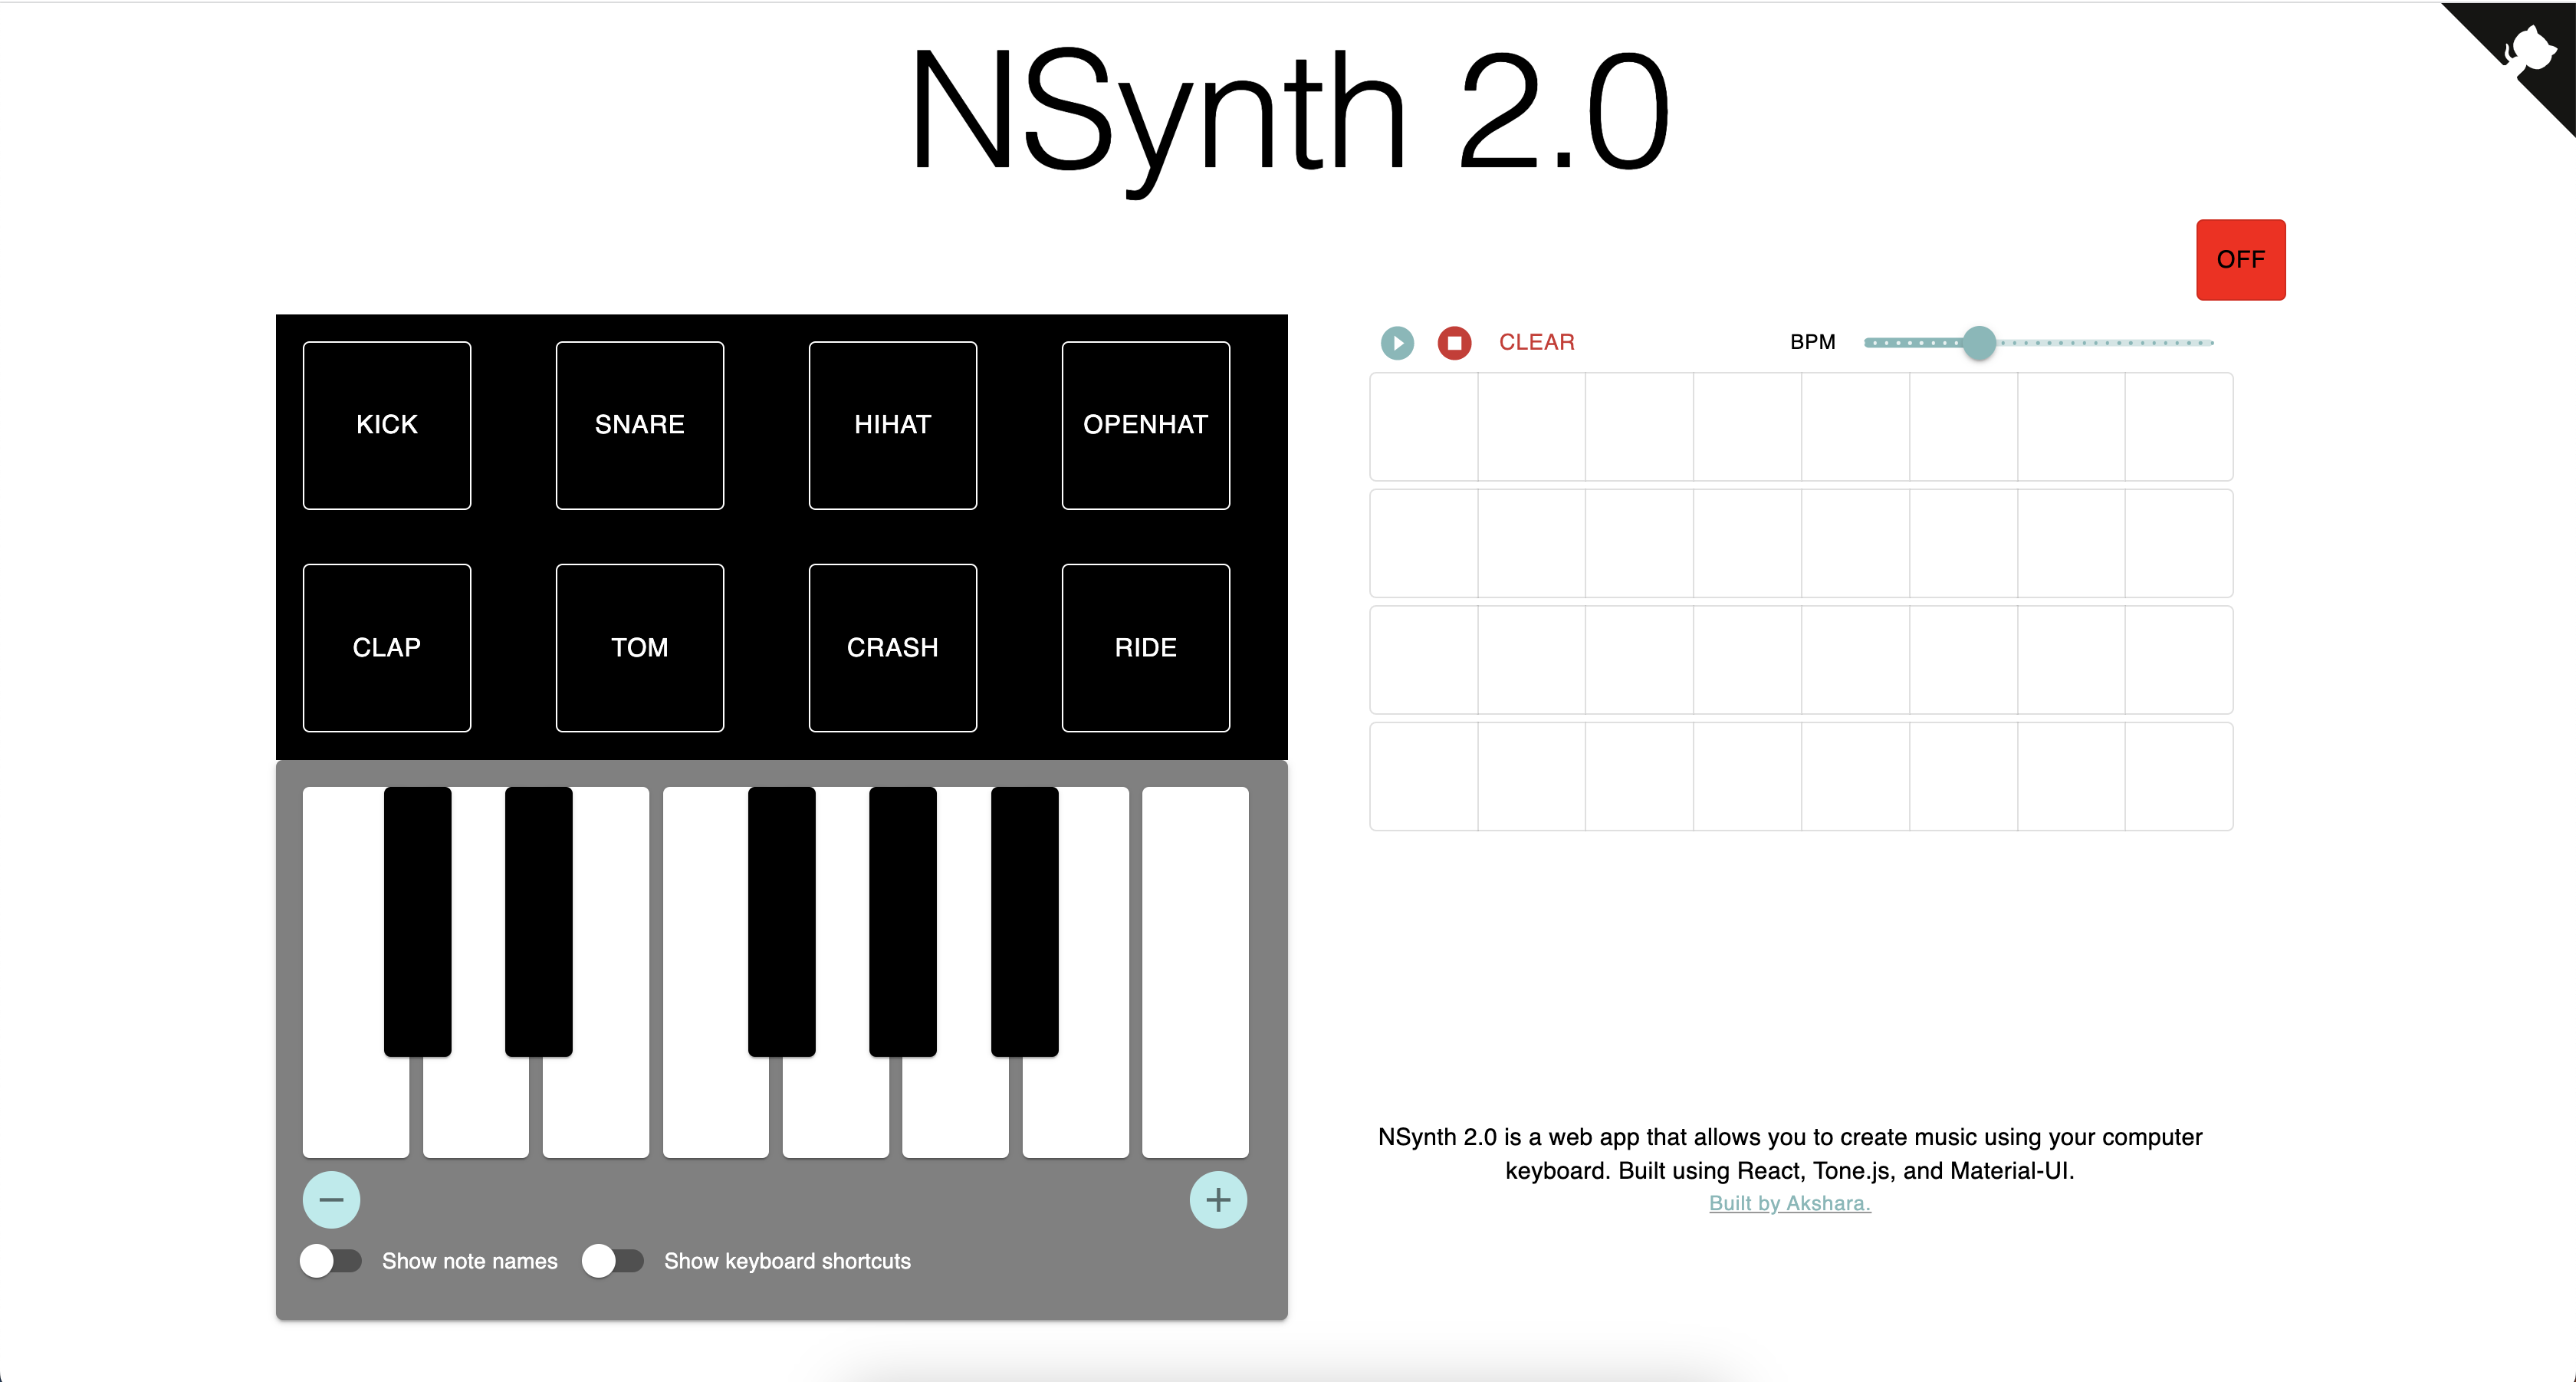 NSynth 2.0
OFF
KICK SNARE HIHAT OPENHAT
CLAP TOM CRASH RIDE
CLEAR BPM
Show note names Show keyboard shortcuts
NSynth 2.0 is a web app that allows you to create music using your computer
keyboard. Built using React, Tone.js, and Material-UI.
Built by Akshara.